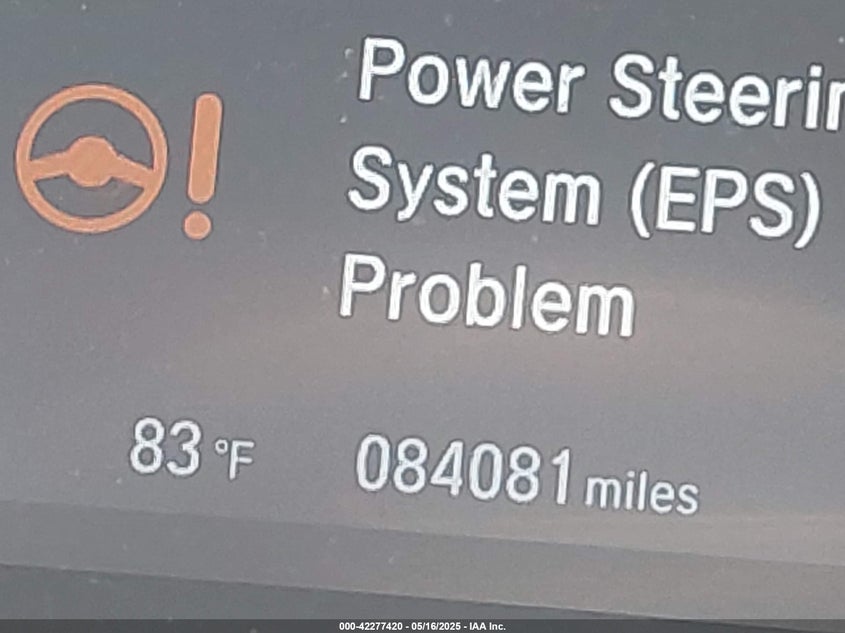 Power Steerin
System (EPS)
Problem
83 °F 084081 miles
000-42277420 - 05/16/2025 - IAA Inc.